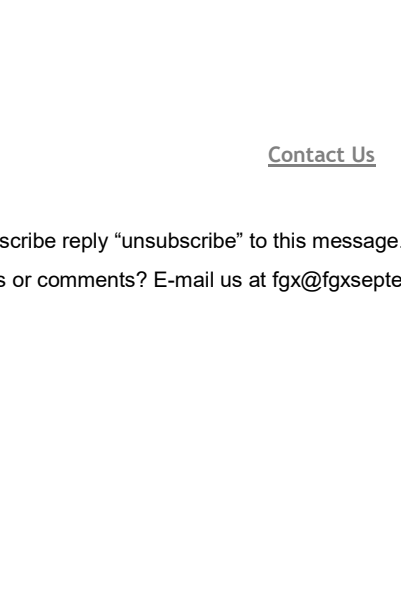 Contact Us
scribe reply “unsubscribe” to this message.
s or comments? E-mail us at fgx@fgxsepte